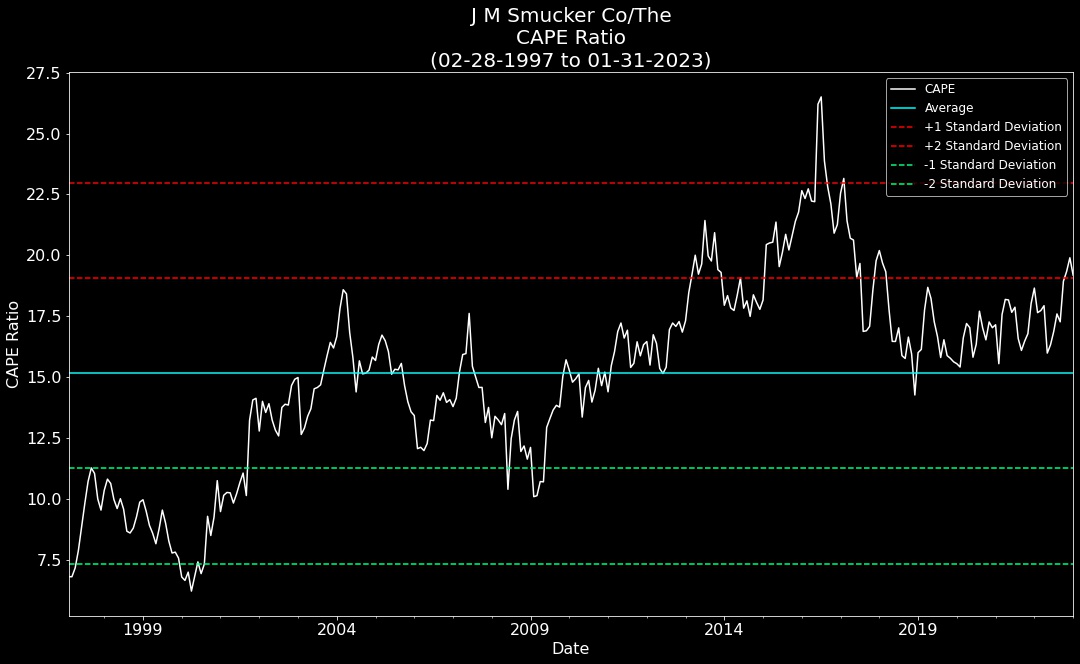 J M Smucker Co/The
CAPE Ratio
(02-28-1997 to 01-31-2023)
27.5
25.0
22.5
20.0
17.5
15.0
12.5
10.0
7.5
CAPE Ratio
CAPE
Average
+1 Standard Deviation
+2 Standard Deviation
-1 Standard Deviation
-2 Standard Deviation
1999
2004
2009
2014
2019
Date